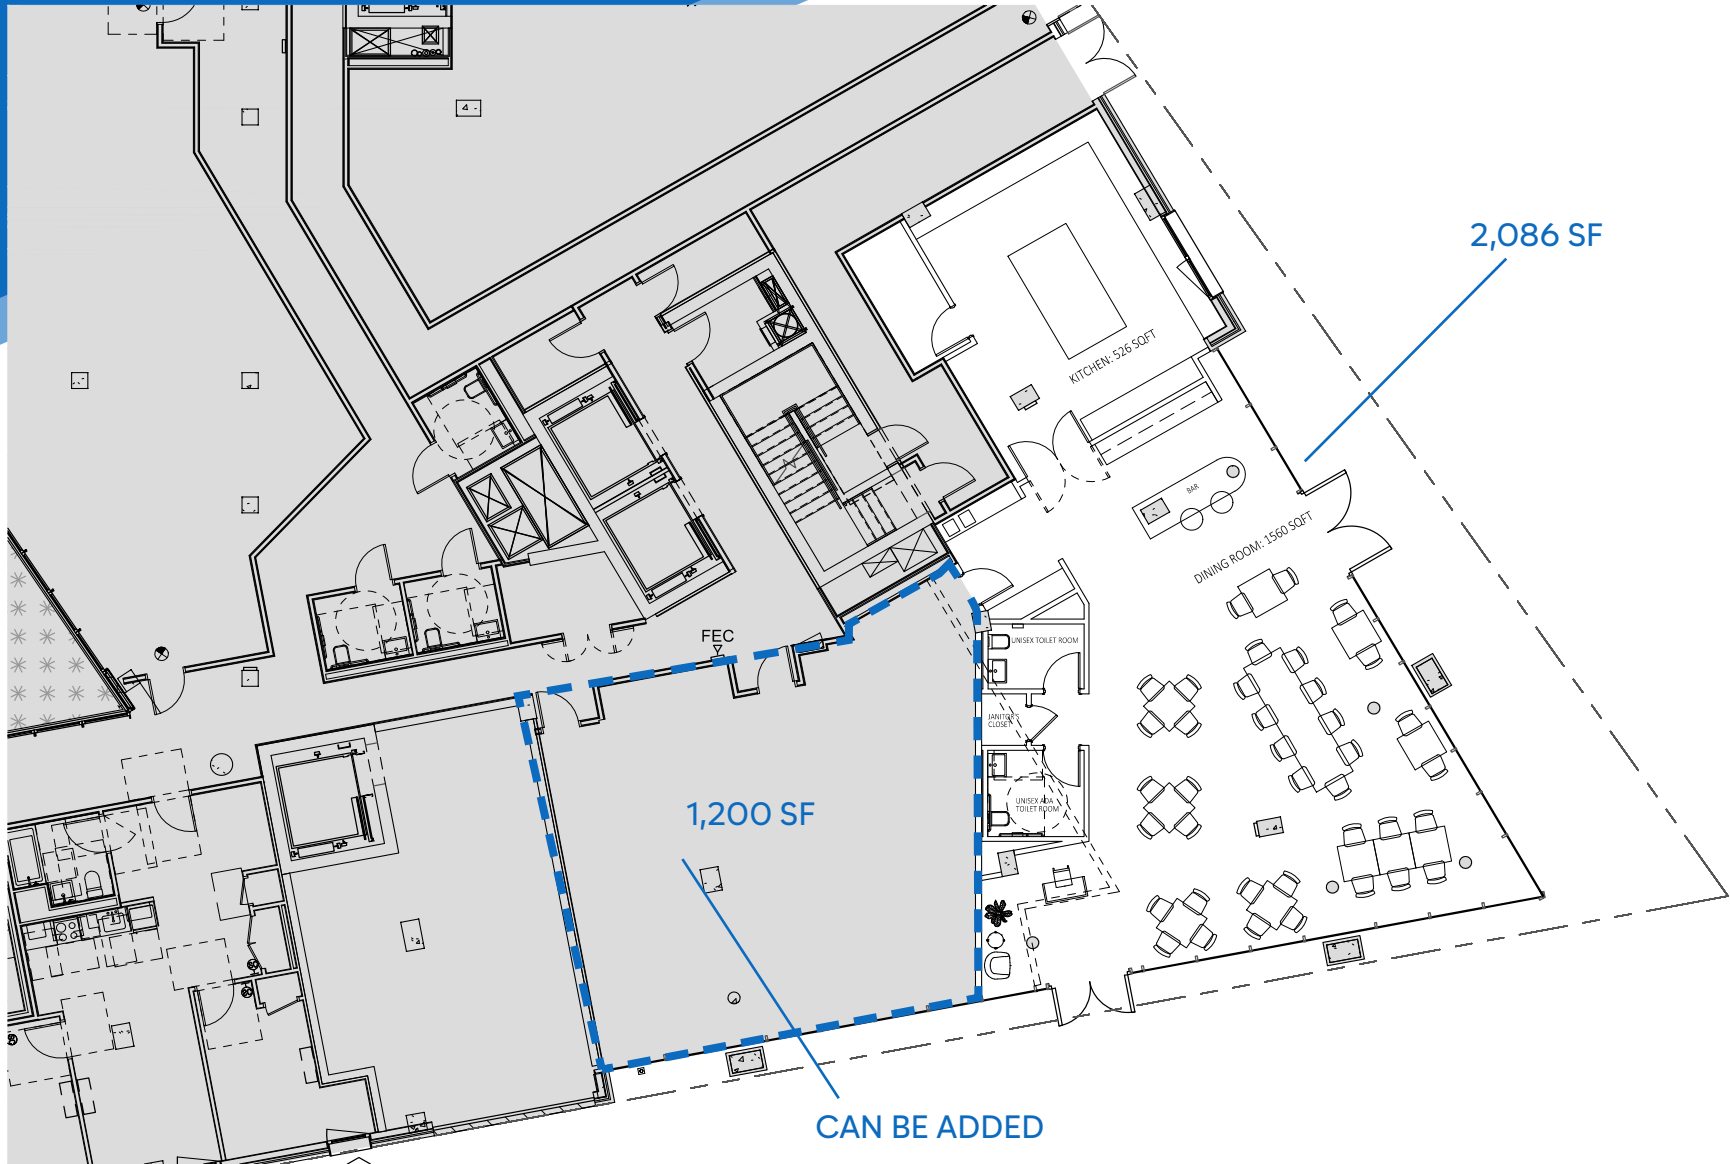 2,086 SF
KITCHEN: 526 SQFT
BAR
DINING ROOM: 1560 SQFT
FEC
UNISEX TOILET ROOM
JANITOR'S
CLOSET
UNISEX ADA
TOILET ROOM
1,200 SF
CAN BE ADDED